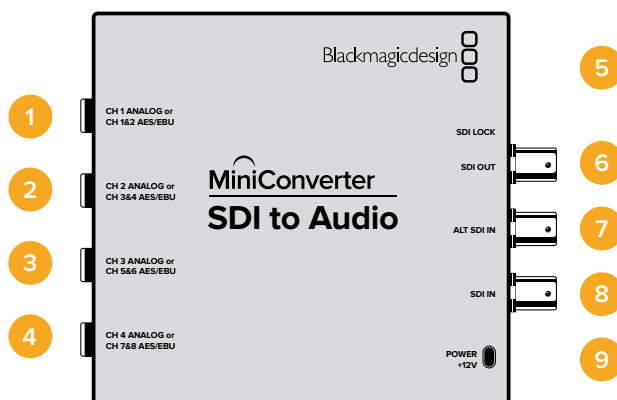 Blackmagicdesign
1
CH 1 ANALOG or
CH 1&2 AES/EBU
2
CH 2 ANALOG or
CH 3&4 AES/EBU
3
CH 3 ANALOG or
CH 5&6 AES/EBU
4
CH 4 ANALOG or
CH 7&8 AES/EBU
MiniConverter
SDI to Audio
5
SDI LOCK
SDI OUT
6
ALT SDI IN
7
SDI IN
8
POWER
+12V
9